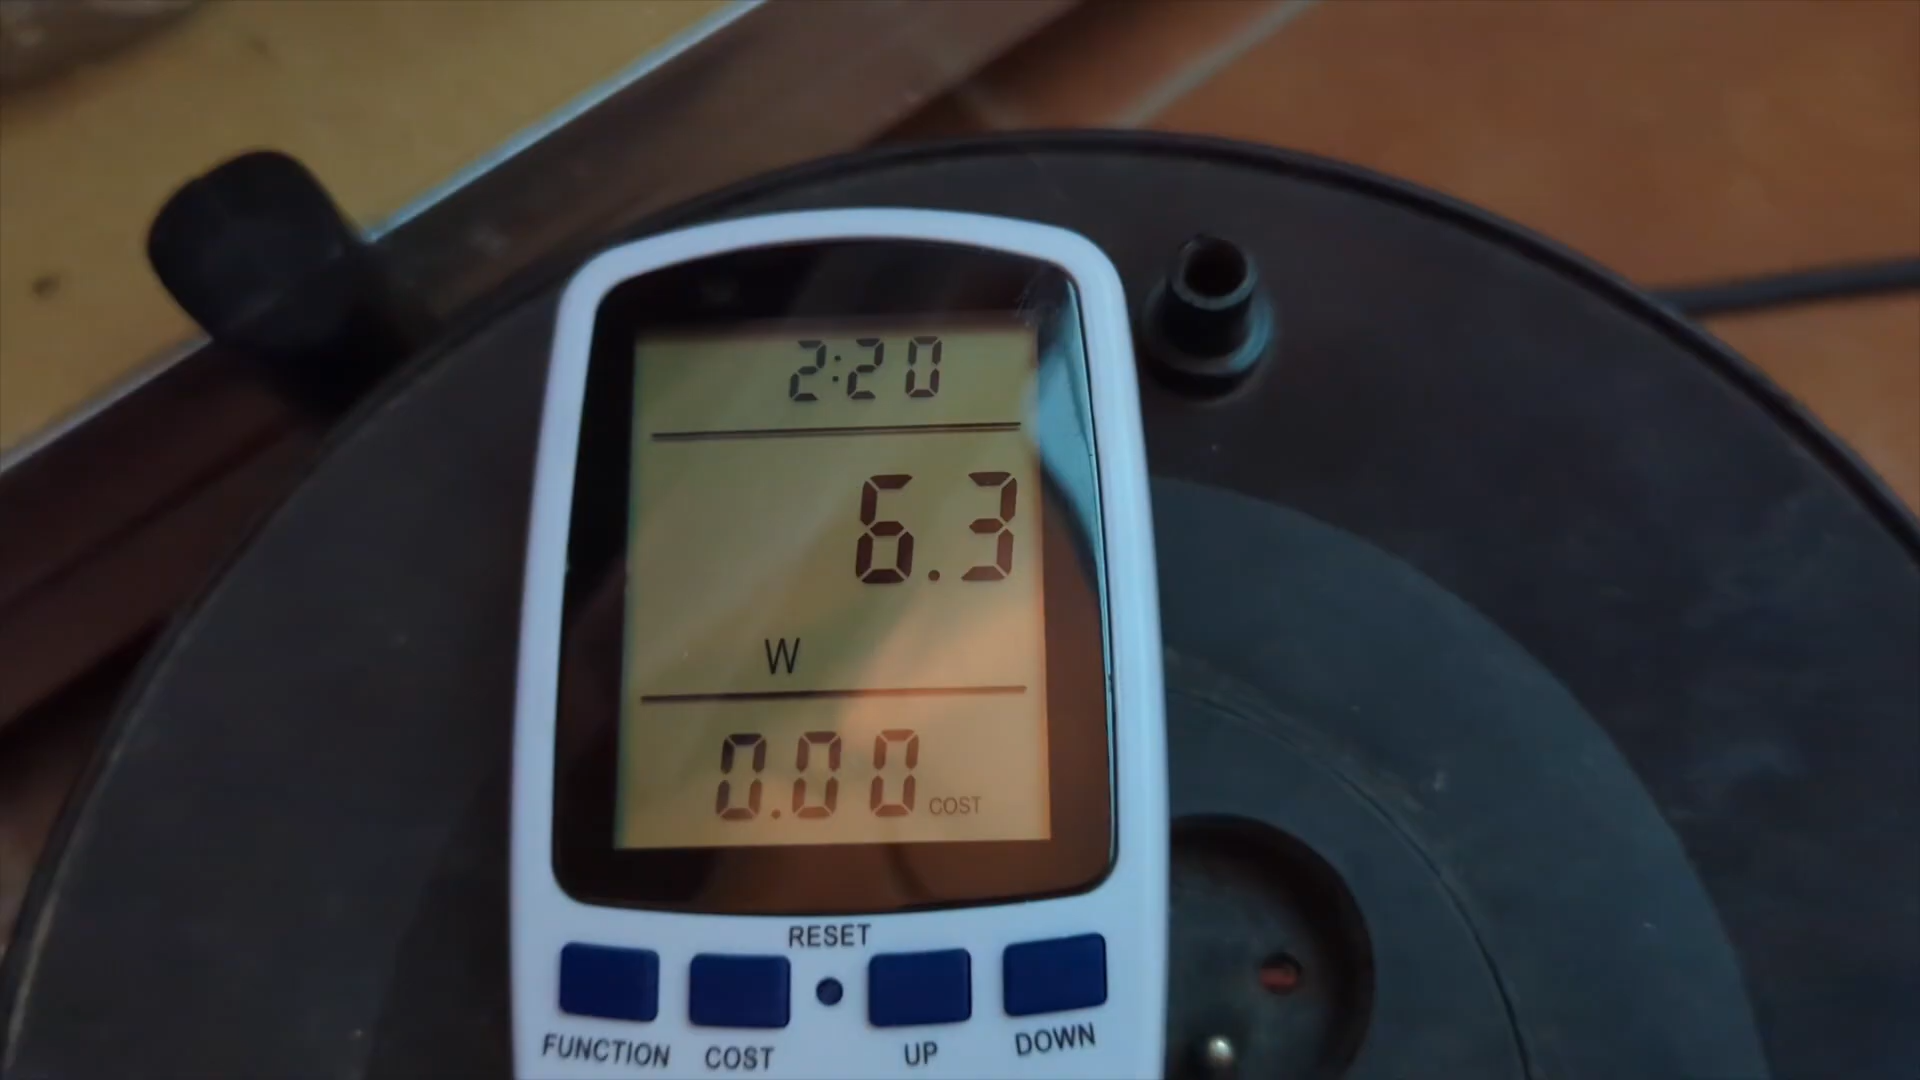 2:20
6.3
W
0.00 COST
RESET
FUNCTION COST UP DOWN